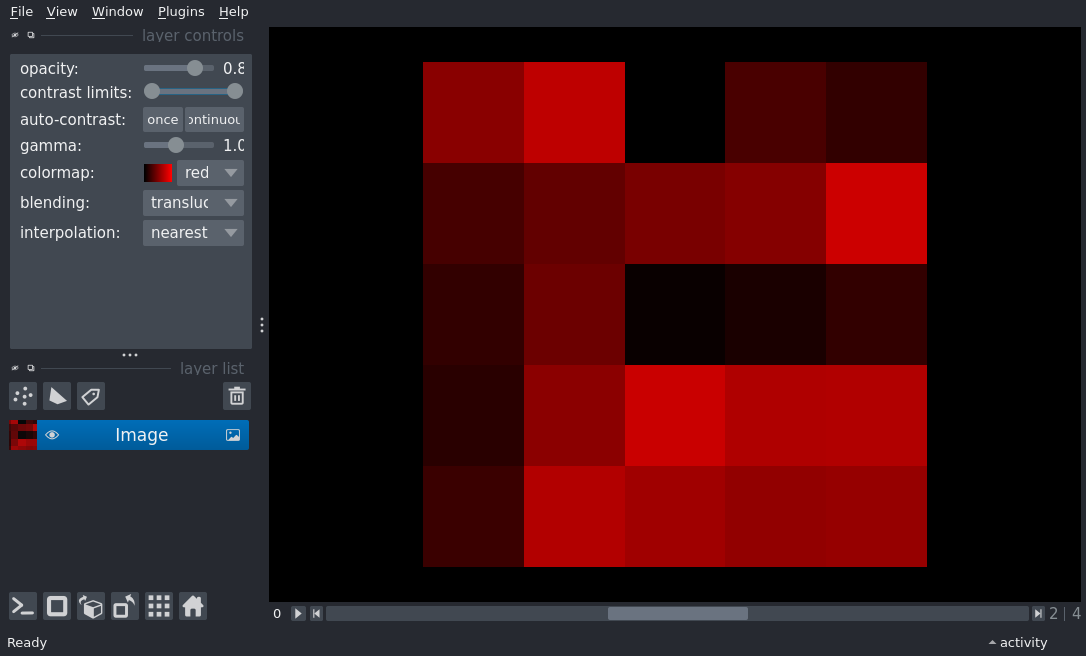 File View Window Plugins Help
layer controls
opacity: 0.8
contrast limits:
auto-contrast: once ontinuou
gamma: 1.0
colormap: red
blending: transluc
interpolation: nearest
layer list
Image
0 2 | 4
Ready activity